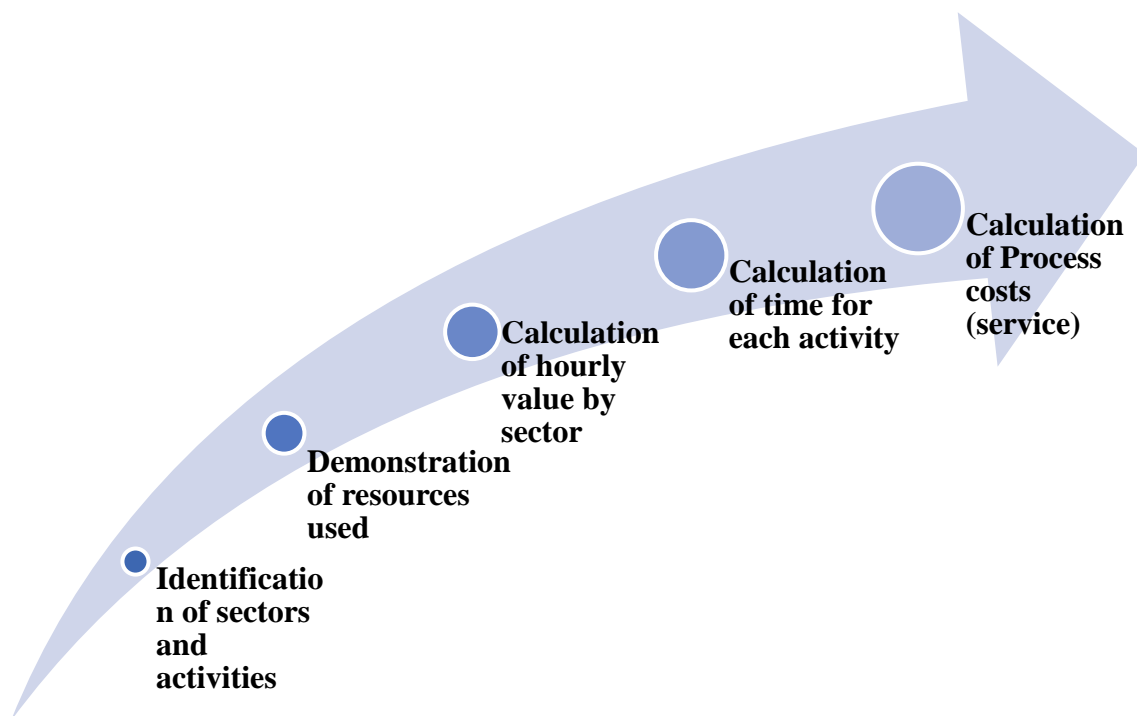 Identificatio
n of sectors
and
activities
Demonstration
of resources
used
Calculation
of hourly
value by
sector
Calculation
of time for
each activity
Calculation
of Process
costs
(service)